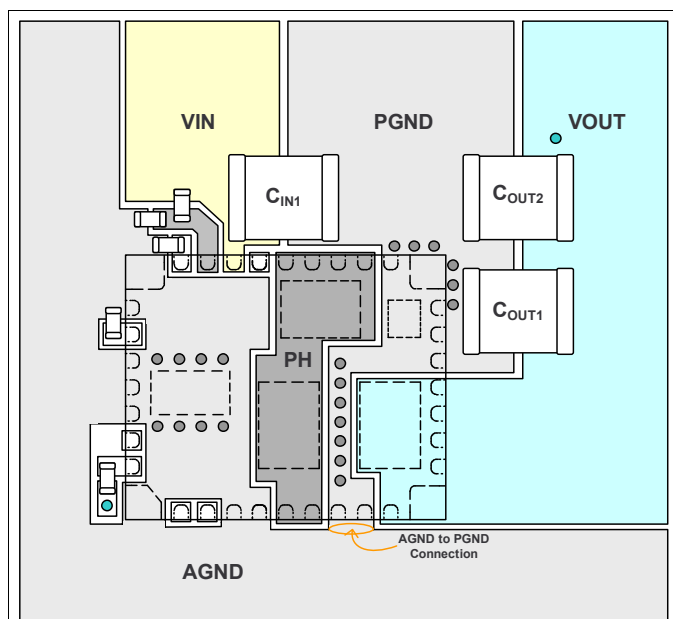 VIN
PGND
VOUT
CIN1
COUT2
COUT1
PH
AGND to PGND
Connection
AGND